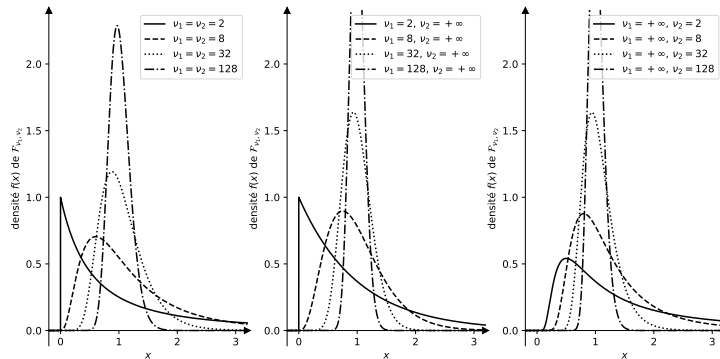 ν₁ = ν₂ = 2
ν₁ = ν₂ = 8
ν₁ = ν₂ = 32
ν₁ = ν₂ = 128
densité f(x) de 𝓕ν₁, ν₂
2.0
1.5
1.0
0.5
0.0
0
1
2
3
x
ν₁ = 2, ν₂ = +∞
ν₁ = 8, ν₂ = +∞
ν₁ = 32, ν₂ = +∞
ν₁ = 128, ν₂ = +∞
densité f(x) de 𝓕ν₁, ν₂
2.0
1.5
1.0
0.5
0.0
0
1
2
3
x
ν₁ = +∞, ν₂ = 2
ν₁ = +∞, ν₂ = 8
ν₁ = +∞, ν₂ = 32
ν₁ = +∞, ν₂ = 128
densité f(x) de 𝓕ν₁, ν₂
2.0
1.5
1.0
0.5
0.0
0
1
2
3
x